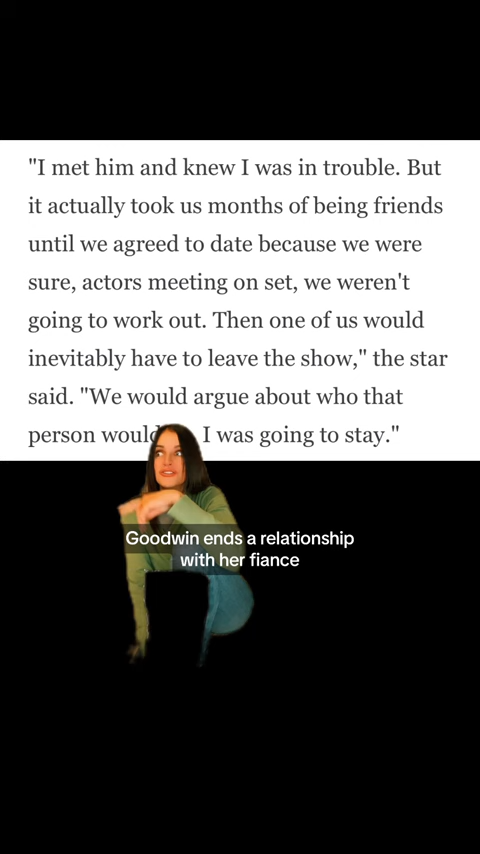 "I met him and knew I was in trouble. But
it actually took us months of being friends
until we agreed to date because we were
sure, actors meeting on set, we weren't
going to work out. Then one of us would
inevitably have to leave the show," the star
said. "We would argue about who that
person would I was going to stay."
Goodwin ends a relationship
with her fiance